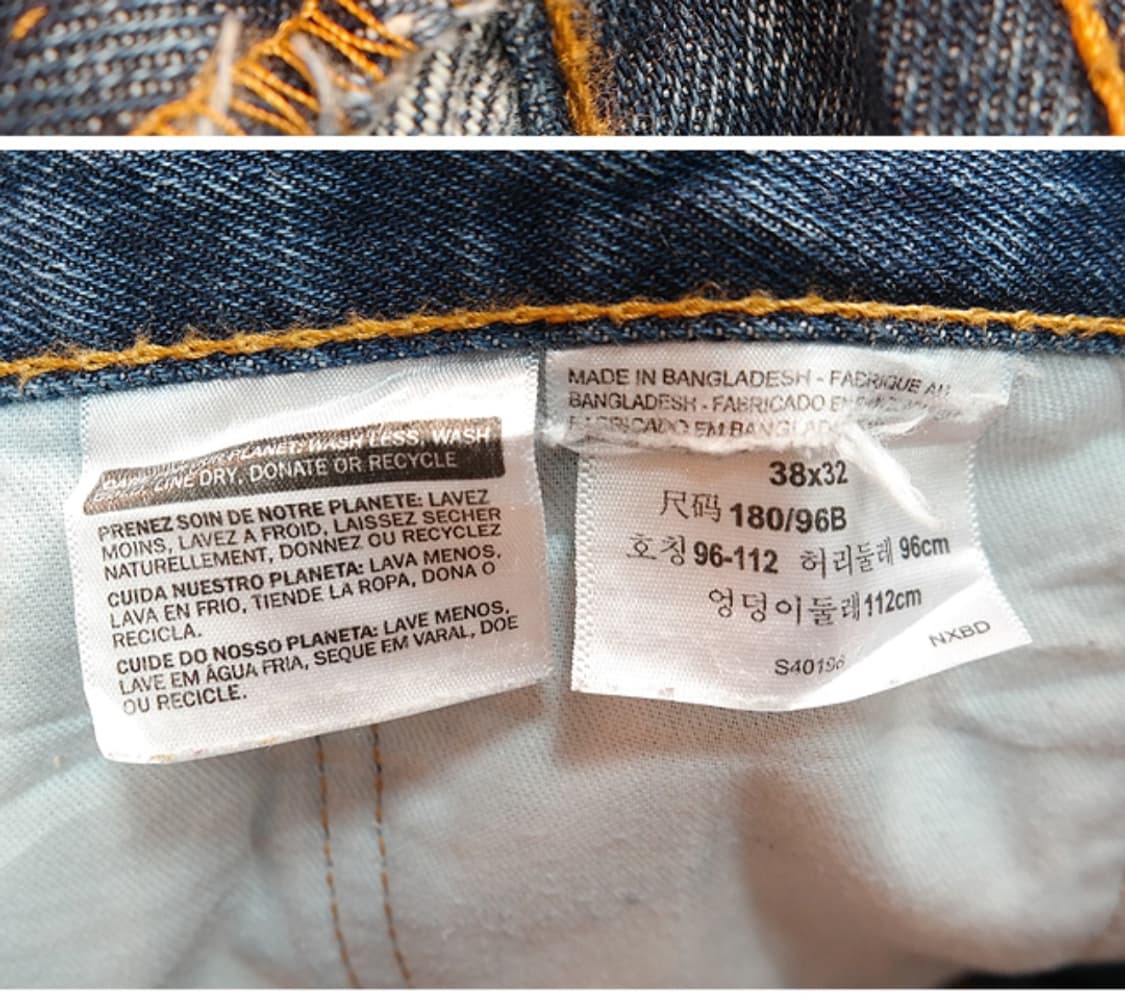 PLANET: WASH LESS, WASH
LINE DRY, DONATE OR RECYCLE
PRENEZ SOIN DE NOTRE PLANETE: LAVEZ
MOINS, LAVEZ A FROID, LAISSEZ SECHER
NATURELLEMENT, DONNEZ OU RECYCLEZ
CUIDA NUESTRO PLANETA: LAVA MENOS,
LAVA EN FRIO, TIENDE LA ROPA, DONA O
RECICLA.
CUIDE DO NOSSO PLANETA: LAVE MENOS,
LAVE EM ÁGUA FRIA, SEQUE EM VARAL, DOE
OU RECICLE.
MADE IN BANGLADESH - FABRIQUE AU
BANGLADESH - FABRICADO EN
FABRICADO EM BANGLADESH
38x32
尺码 180/96B
호칭 96-112 허리둘레 96cm
엉덩이둘레 112cm
NXBD
S40196